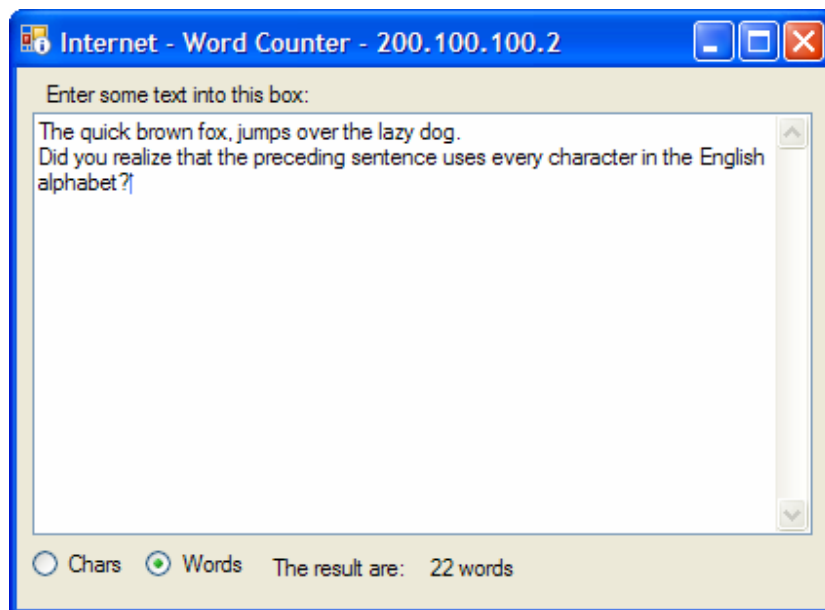 Internet - Word Counter - 200.100.100.2
Enter some text into this box:
The quick brown fox, jumps over the lazy dog.
Did you realize that the preceding sentence uses every character in the English
alphabet?
Chars Words The result are: 22 words